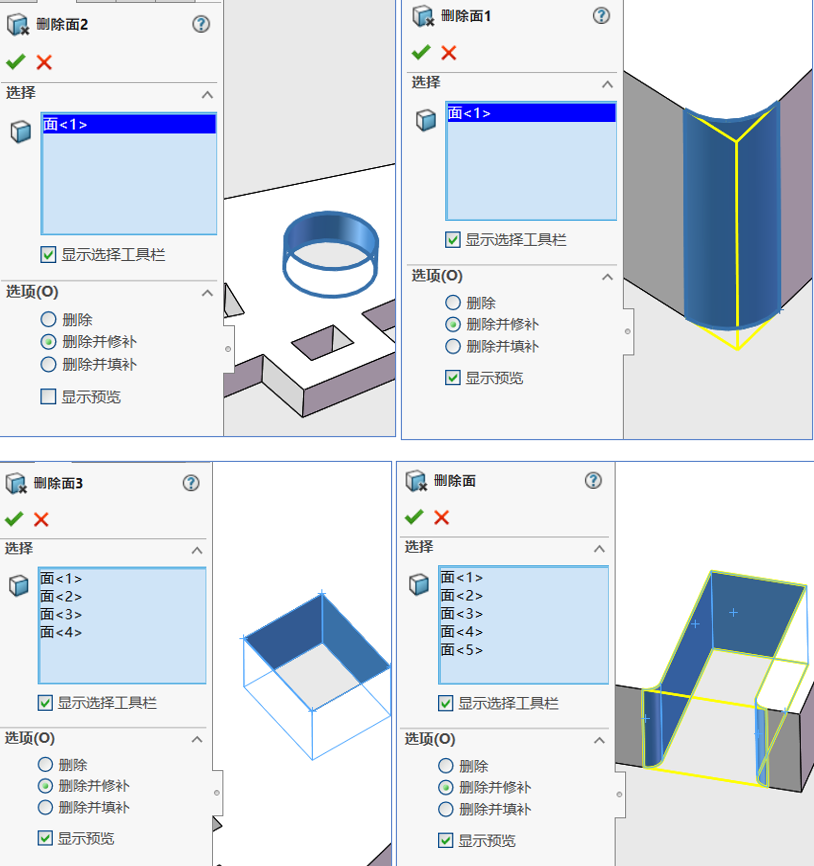 删除面2
选择
面<1>
显示选择工具栏
选项(O)
删除
删除并修补
删除并填补
显示预览
删除面1
选择
面<1>
显示选择工具栏
选项(O)
删除
删除并修补
删除并填补
显示预览
删除面3
选择
面<1>
面<2>
面<3>
面<4>
显示选择工具栏
选项(O)
删除
删除并修补
删除并填补
显示预览
删除面
选择
面<1>
面<2>
面<3>
面<4>
面<5>
显示选择工具栏
选项(O)
删除
删除并修补
删除并填补
显示预览